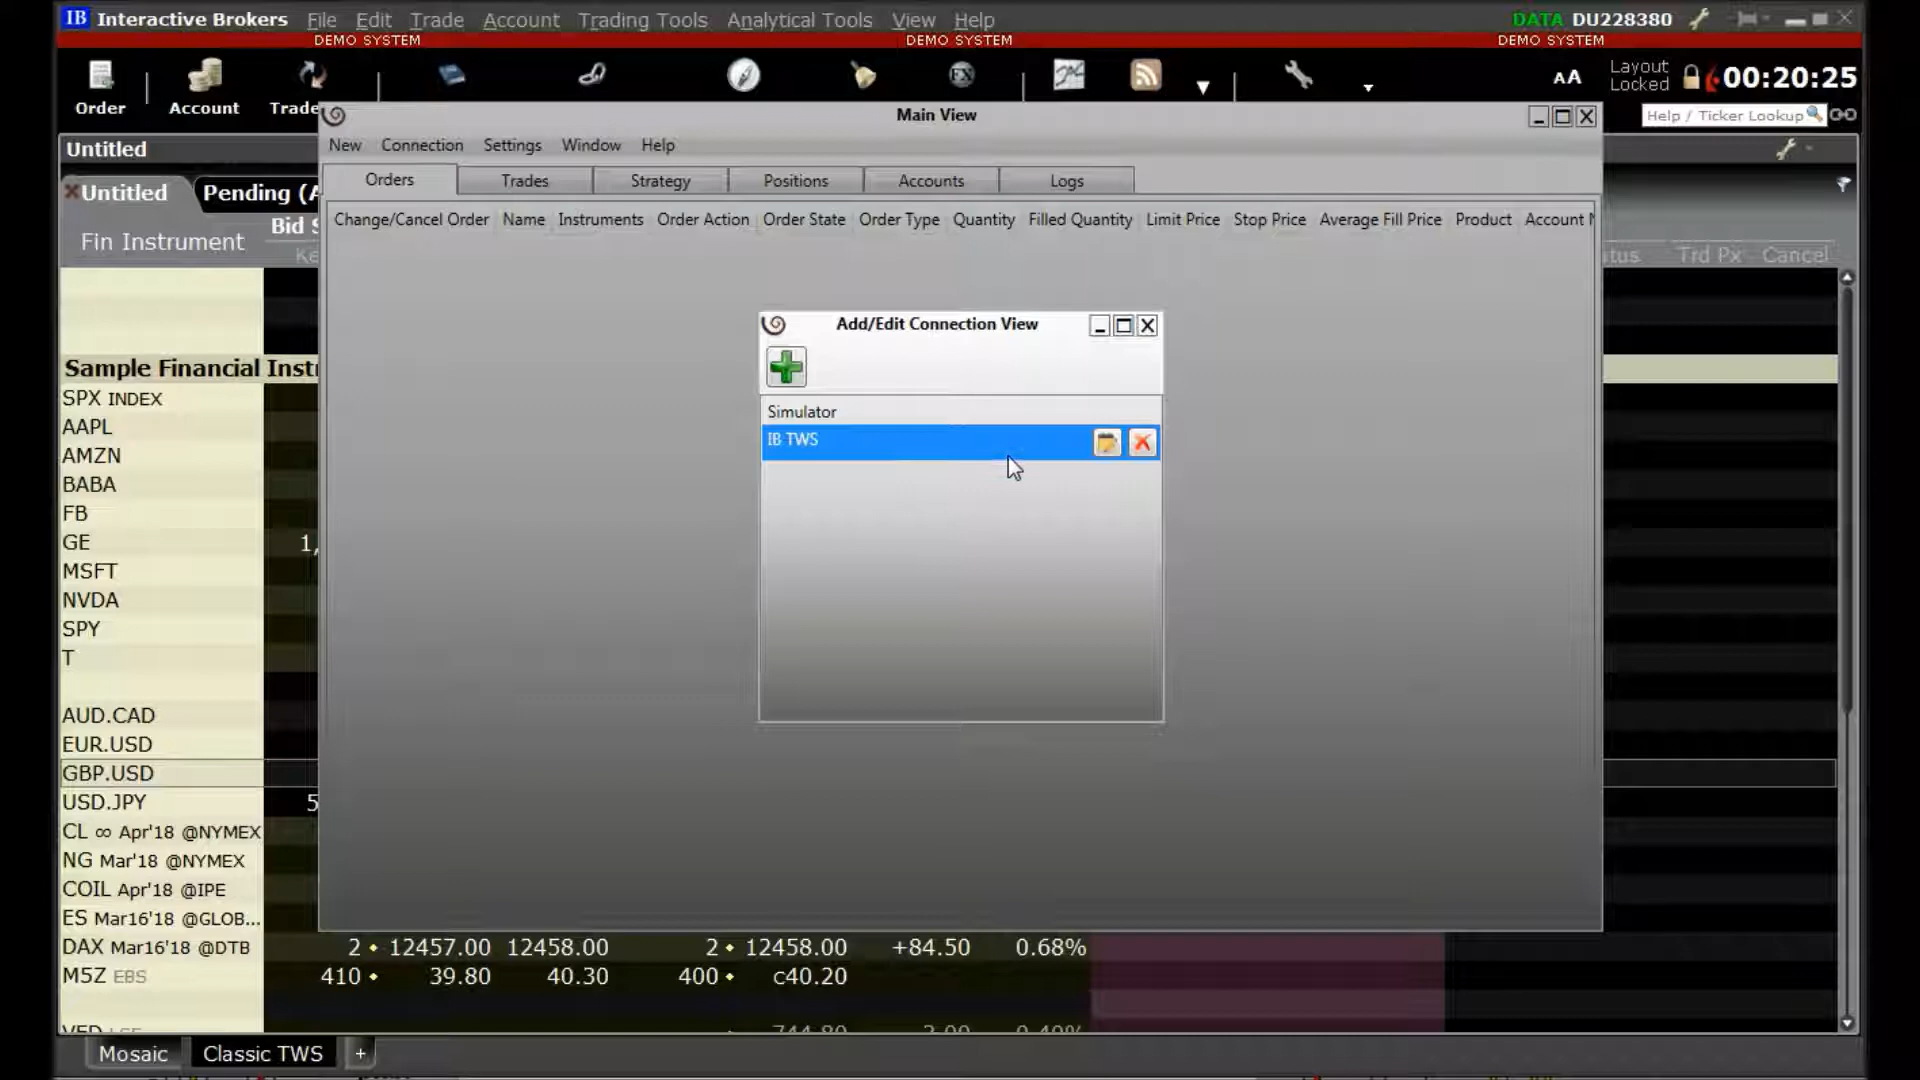 IB Interactive Brokers File Edit Trade Account Trading Tools Analytical Tools View Help DATA DU228380
DEMO SYSTEM DEMO SYSTEM DEMO SYSTEM
FX AA Layout Locked 00:20:25
Order Account Trade
Help / Ticker Lookup
Main View
Untitled
New Connection Settings Window Help
Untitled Pending (A
Orders Trades Strategy Positions Accounts Logs
Change/Cancel Order Name Instruments Order Action Order State Order Type Quantity Filled Quantity Limit Price Stop Price Average Fill Price Product Account
Bid S
Fin Instrument
Ke
tus Trd Px Cancel
Add/Edit Connection View
Simulator
IB TWS
Sample Financial Instr
SPX INDEX
AAPL
AMZN
BABA
FB
GE 1,
MSFT
NVDA
SPY
T
AUD.CAD
EUR.USD
GBP.USD
USD.JPY 5
CL ∞ Apr'18 @NYMEX
NG Mar'18 @NYMEX
COIL Apr'18 @IPE
ES Mar16'18 @GLOB...
DAX Mar16'18 @DTB 2 • 12457.00 12458.00 2 • 12458.00 +84.50 0.68%
M5Z EBS 410 • 39.80 40.30 400 • c40.20
Mosaic Classic TWS +